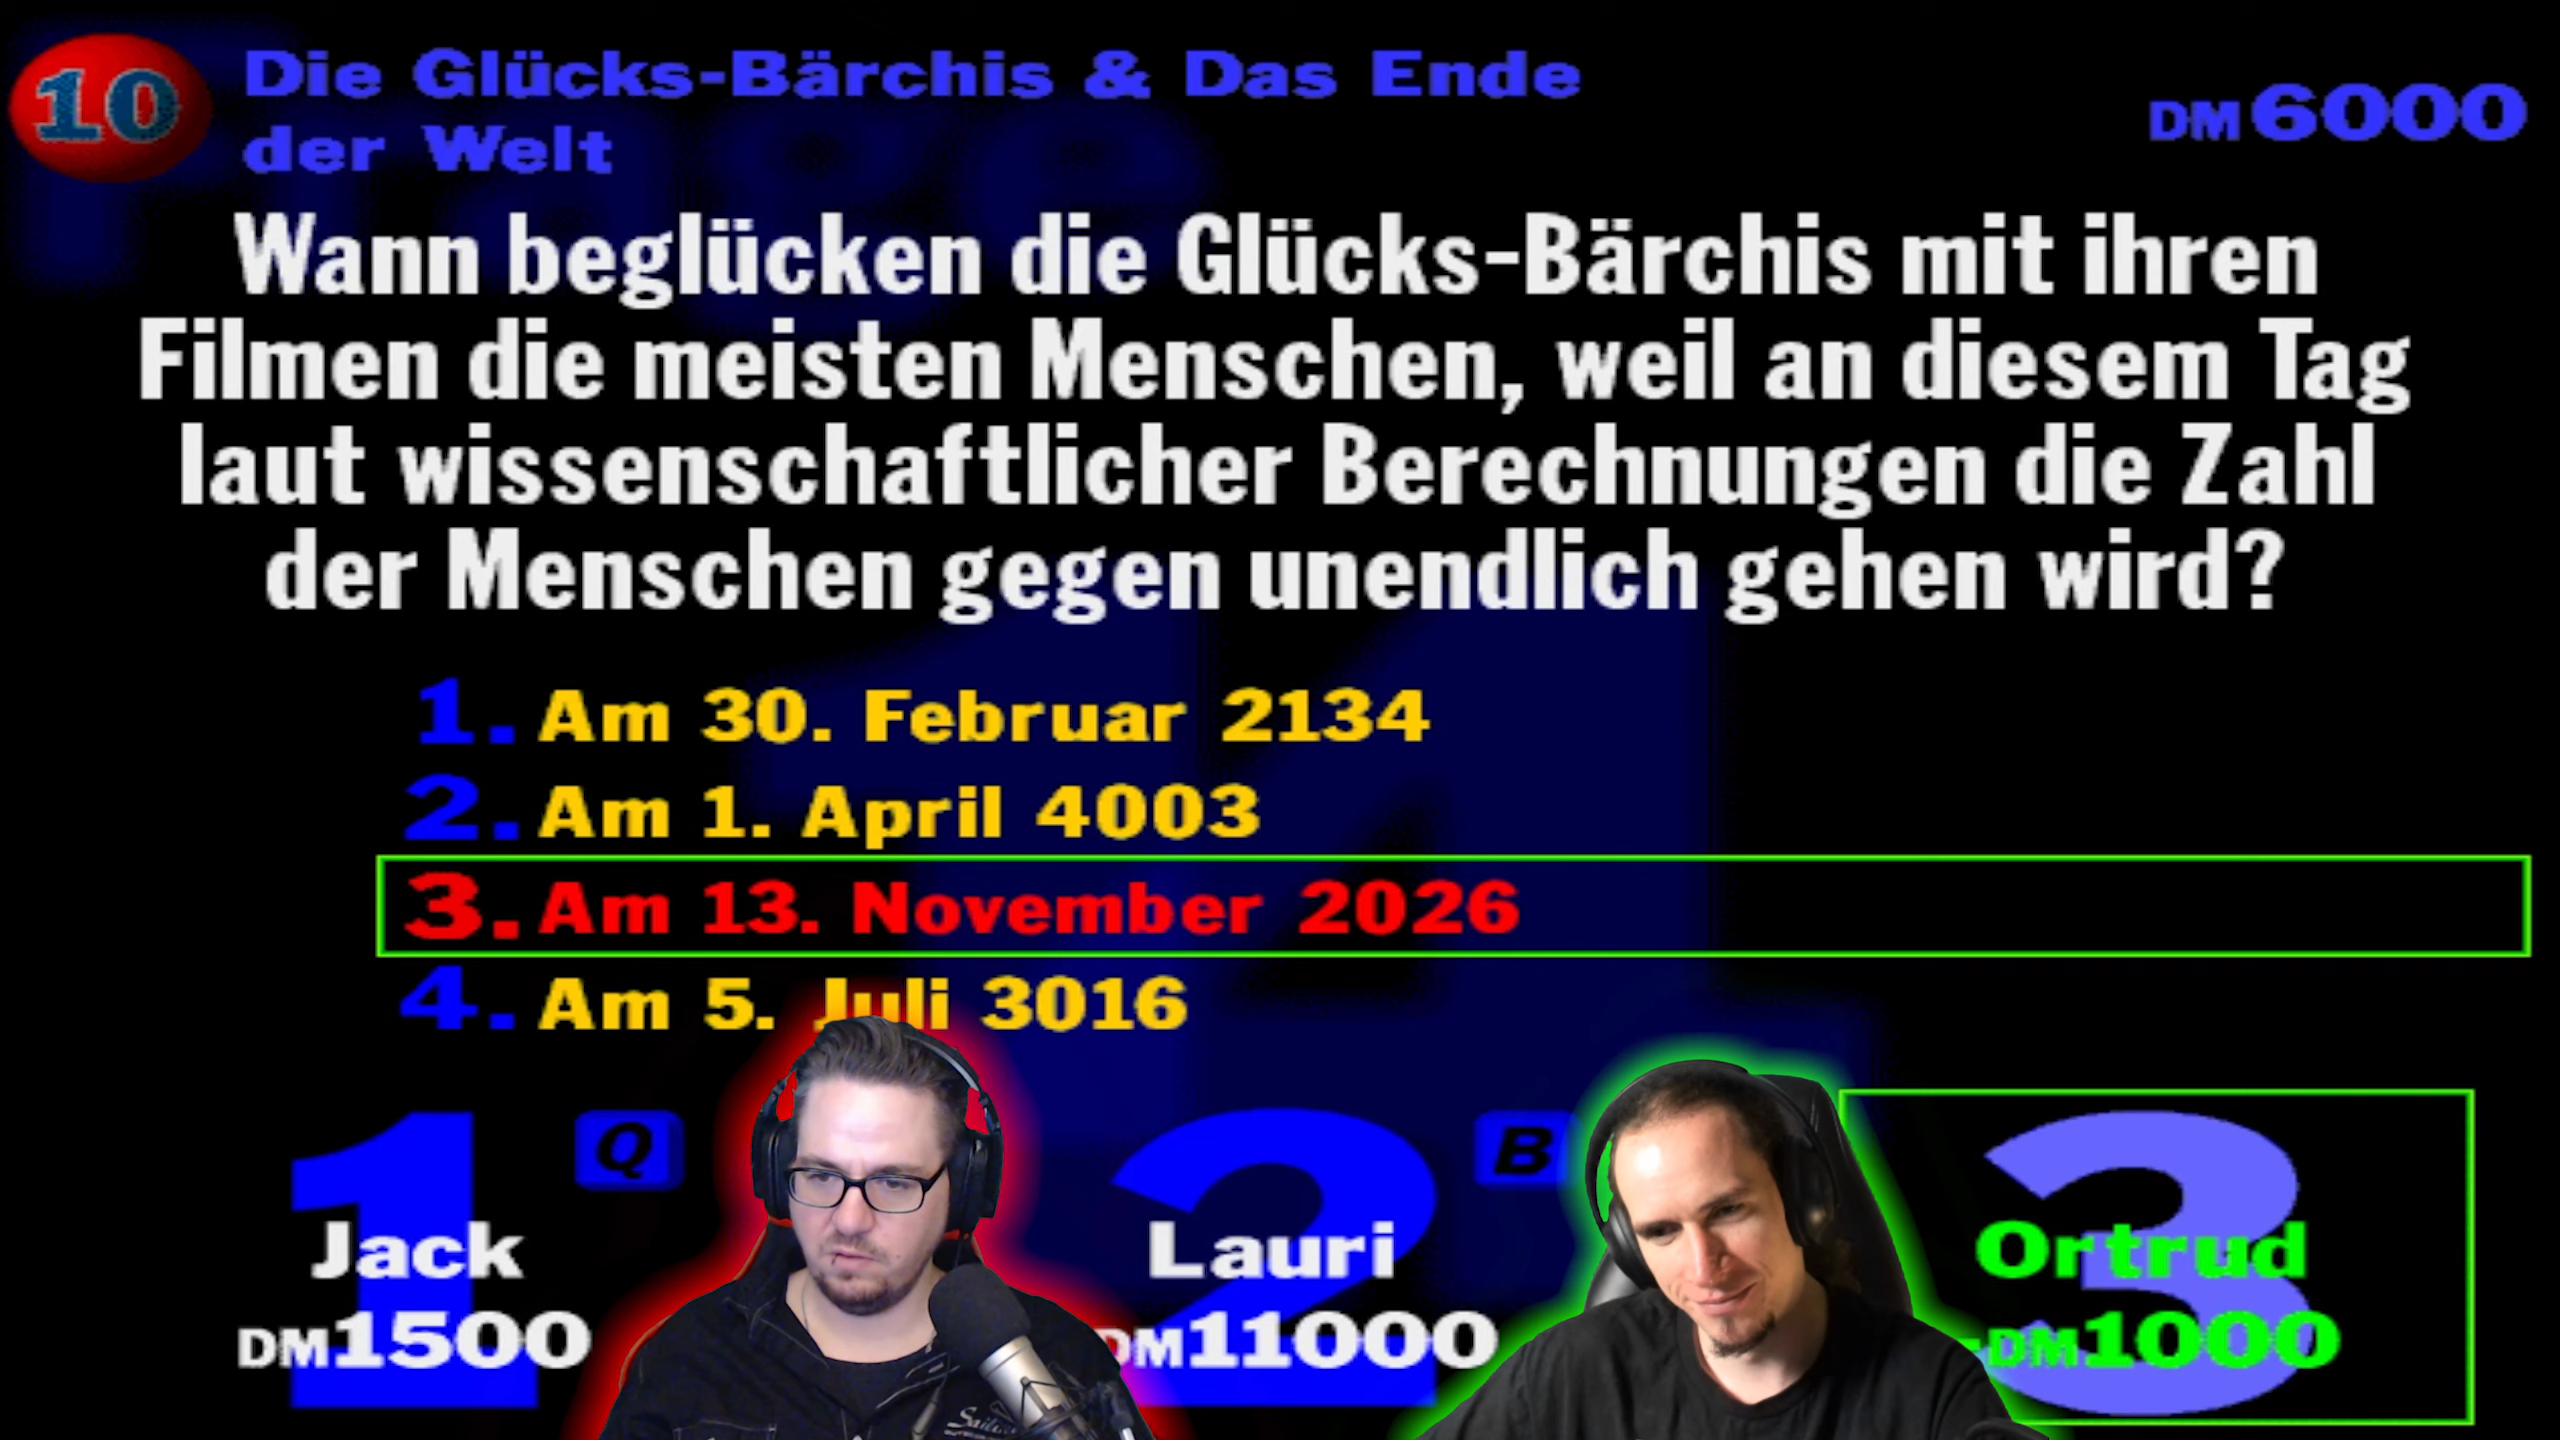 10
Die Glücks-Bärchis & Das Ende
der Welt
DM6000
Wann beglücken die Glücks-Bärchis mit ihren
Filmen die meisten Menschen, weil an diesem Tag
laut wissenschaftlicher Berechnungen die Zahl
der Menschen gegen unendlich gehen wird?
1. Am 30. Februar 2134
2. Am 1. April 4003
3. Am 13. November 2026
4. Am 5. Juli 3016
1 Q 2 B 3
Jack Lauri Ortrud
DM1500 DM11000 -DM1000